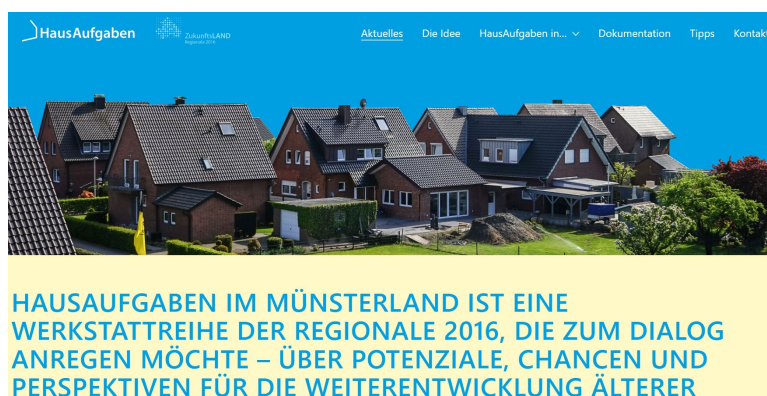 HausAufgaben
ZukunftsLAND
Regionale 2016
Aktuelles Die Idee HausAufgaben in... Dokumentation Tipps Kontakt
HAUSAUFGABEN IM MÜNSTERLAND IST EINE
WERKSTATTREIHE DER REGIONALE 2016, DIE ZUM DIALOG
ANREGEN MÖCHTE – ÜBER POTENZIALE, CHANCEN UND
PERSPEKTIVEN FÜR DIE WEITERENTWICKLUNG ÄLTERER